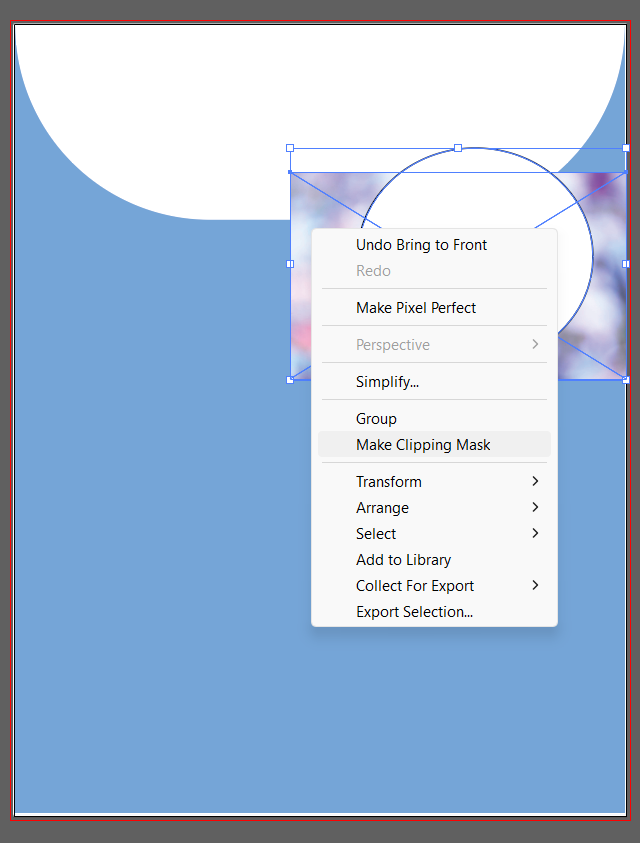 Undo Bring to Front
Redo
Make Pixel Perfect
Perspective
Simplify...
Group
Make Clipping Mask
Transform
Arrange
Select
Add to Library
Collect For Export
Export Selection...